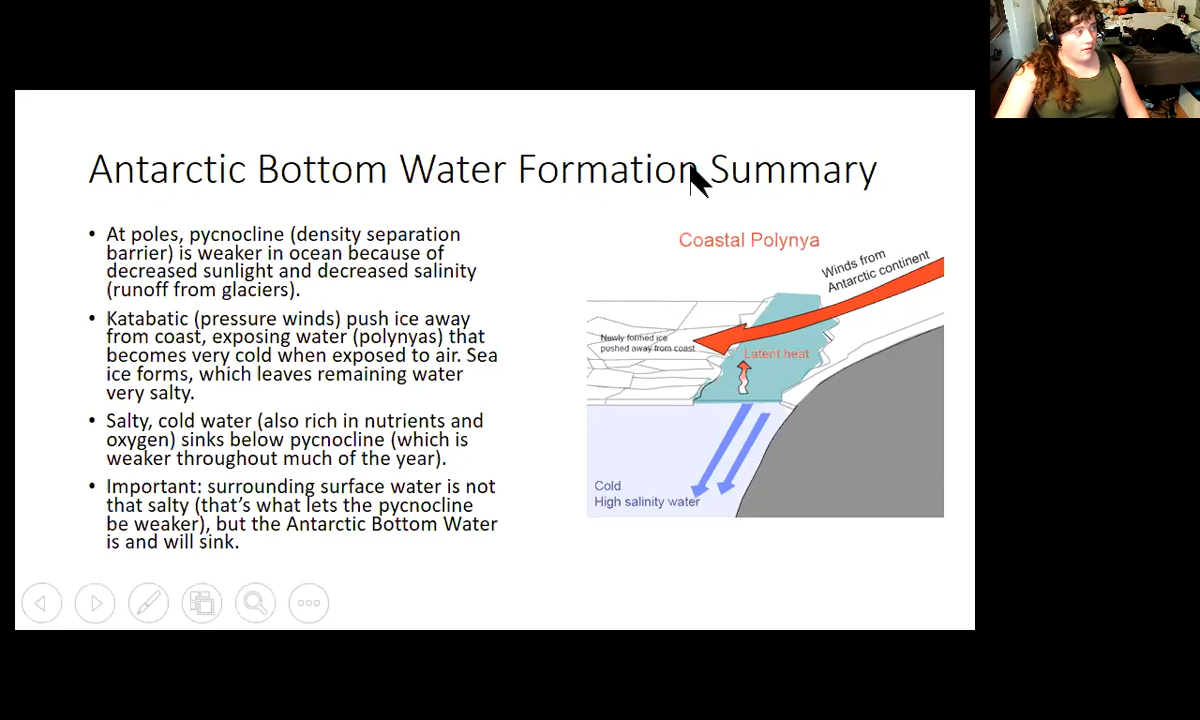 Antarctic Bottom Water Formation Summary
• At poles, pycnocline (density separation
barrier) is weaker in ocean because of
decreased sunlight and decreased salinity
(runoff from glaciers).
• Katabatic (pressure winds) push ice away
from coast, exposing water (polynyas) that
becomes very cold when exposed to air. Sea
ice forms, which leaves remaining water
very salty.
• Salty, cold water (also rich in nutrients and
oxygen) sinks below pycnocline (which is
weaker throughout much of the year).
• Important: surrounding surface water is not
that salty (that's what lets the pycnocline
be weaker), but the Antarctic Bottom Water
is and will sink.
Coastal Polynya
Winds from
Antarctic continent
Newly formed ice
pushed away from coast
Latent heat
Cold
High salinity water